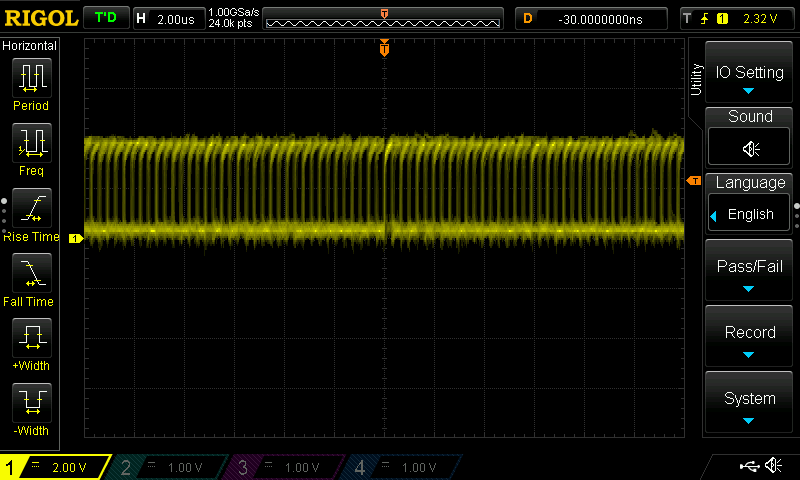 RIGOL T'D H 2.00us 1.00GSa/s 24.0k pts T D -30.0000000ns T 1 2.32 V
Horizontal
Period
Freq
Rise Time
Fall Time
+Width
-Width
T
T
1
Utility
IO Setting
Sound
Language
English
Pass/Fail
Record
System
1 2.00 V 2 1.00 V 3 1.00 V 4 1.00 V